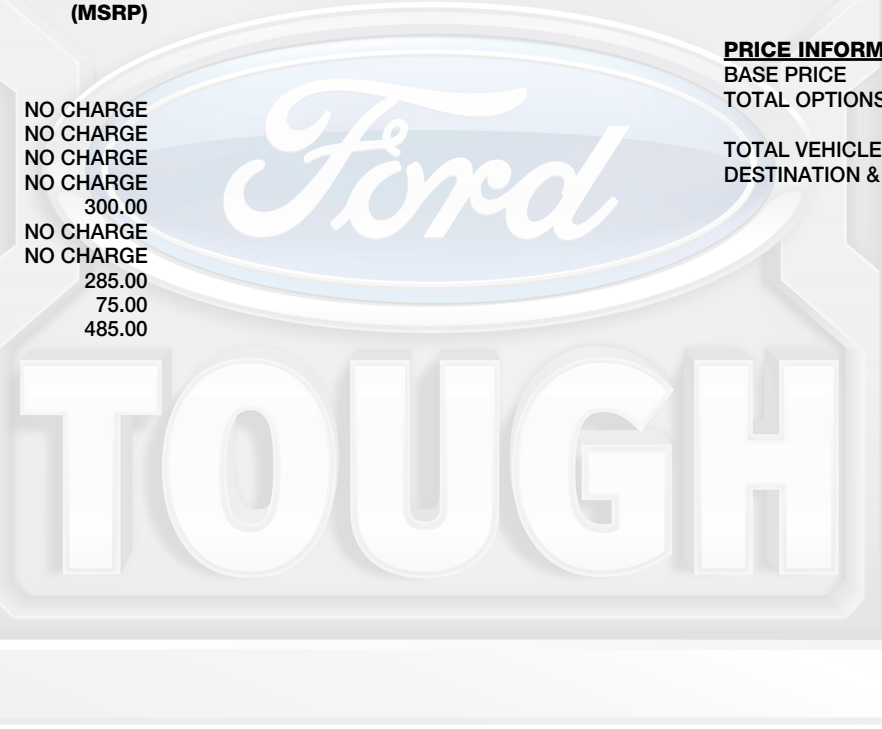 (MSRP)
NO CHARGE
NO CHARGE
NO CHARGE
NO CHARGE
300.00
NO CHARGE
NO CHARGE
285.00
75.00
485.00
PRICE INFORM
BASE PRICE
TOTAL OPTIONS
TOTAL VEHICLE
DESTINATION &
Ford
TOUGH